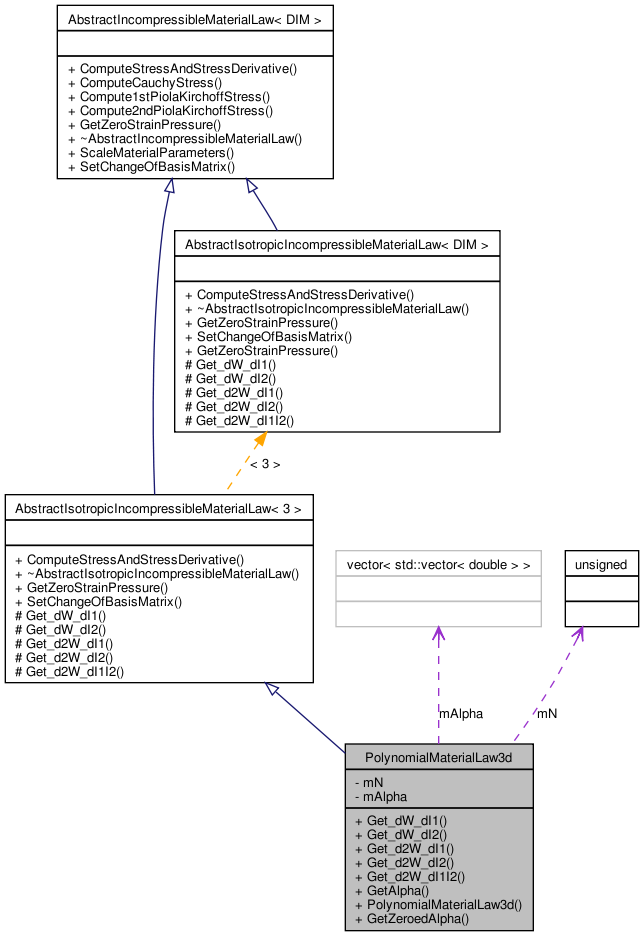 AbstractIncompressibleMaterialLaw< DIM >
+ ComputeStressAndStressDerivative()
+ ComputeCauchyStress()
+ Compute1stPiolaKirchoffStress()
+ Compute2ndPiolaKirchoffStress()
+ GetZeroStrainPressure()
+ ~AbstractIncompressibleMaterialLaw()
+ ScaleMaterialParameters()
+ SetChangeOfBasisMatrix()
AbstractIsotropicIncompressibleMaterialLaw< DIM >
+ ComputeStressAndStressDerivative()
+ ~AbstractIsotropicIncompressibleMaterialLaw()
+ GetZeroStrainPressure()
+ SetChangeOfBasisMatrix()
+ GetZeroStrainPressure()
# Get_dW_dI1()
# Get_dW_dI2()
# Get_d2W_dI1()
# Get_d2W_dI2()
# Get_d2W_dI1I2()
< 3 >
AbstractIsotropicIncompressibleMaterialLaw< 3 >
+ ComputeStressAndStressDerivative()
+ ~AbstractIsotropicIncompressibleMaterialLaw()
+ GetZeroStrainPressure()
+ SetChangeOfBasisMatrix()
# Get_dW_dI1()
# Get_dW_dI2()
# Get_d2W_dI1()
# Get_d2W_dI2()
# Get_d2W_dI1I2()
vector< std::vector< double > >
unsigned
mAlpha
mN
PolynomialMaterialLaw3d
- mN
- mAlpha
+ Get_dW_dI1()
+ Get_dW_dI2()
+ Get_d2W_dI1()
+ Get_d2W_dI2()
+ Get_d2W_dI1I2()
+ GetAlpha()
+ PolynomialMaterialLaw3d()
+ GetZeroedAlpha()